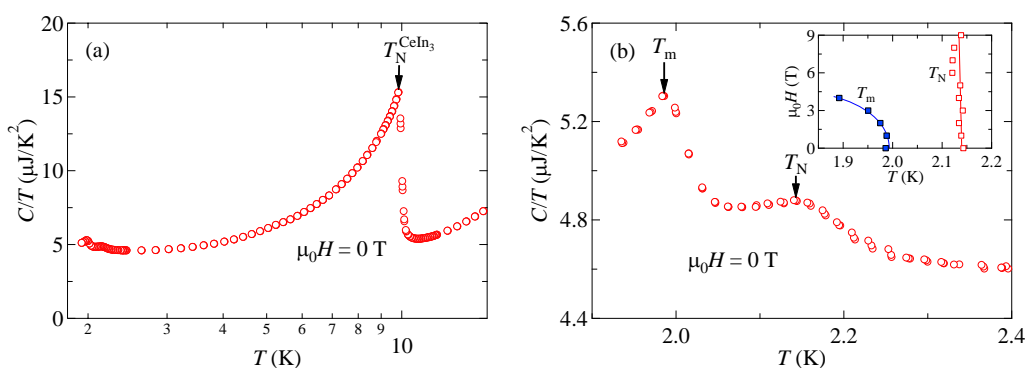 (a)
T_N^CeIn3
C/T (μJ/K²)
20
15
10
5
0
μ₀H = 0 T
2
3
4
5
6
7
8
9
10
T (K)
(b)
T_m
T_N
C/T (μJ/K²)
5.6
5.2
4.8
4.4
μ₀H = 0 T
2.0
2.2
2.4
T (K)
μ₀H (T)
9
6
3
0
T_N
T_m
1.9
2.0
2.1
2.2
T (K)